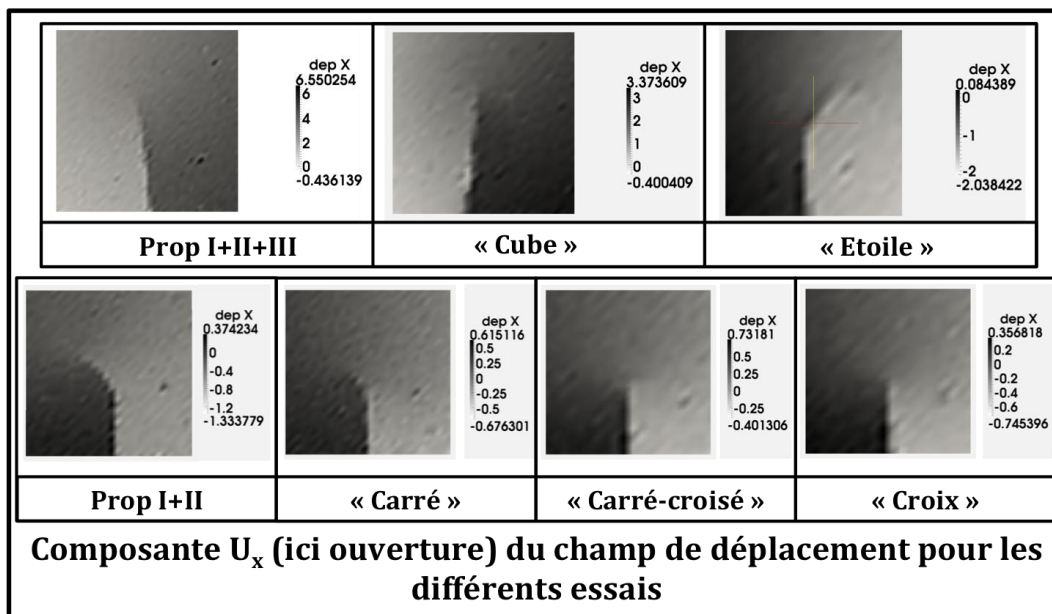 dep X
6.550254
6
4
2
0
-0.436139
dep X
3.373609
3
2
1
0
-0.400409
dep X
0.084389
0
-1
-2
-2.038422
Prop I+II+III
« Cube »
« Etoile »
dep X
0.374234
0
-0.4
-0.8
-1.2
-1.333779
dep X
0.615116
0.5
0.25
0
-0.25
-0.5
-0.676301
dep X
0.73181
0.5
0.25
0
-0.25
-0.401306
dep X
0.356818
0.2
0
-0.2
-0.4
-0.6
-0.745396
Prop I+II
« Carré »
« Carré-croisé »
« Croix »
Composante Ux (ici ouverture) du champ de déplacement pour les
différents essais